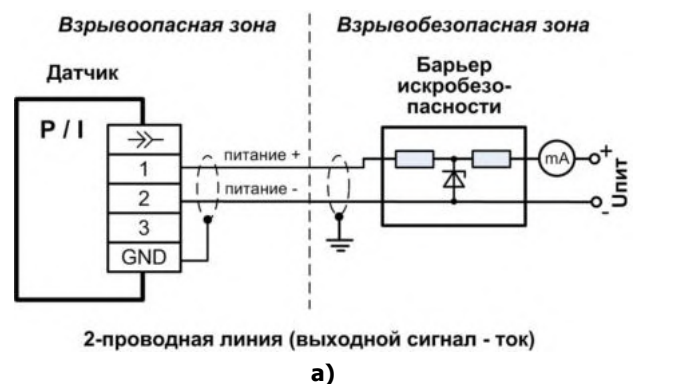 Взрывоопасная зона
Взрывобезопасная зона
Датчик
Барьер
искробезо-
пасности
P / I
1
2
3
GND
питание +
питание -
mA
+
-
Uпит
2-проводная линия (выходной сигнал - ток)
а)